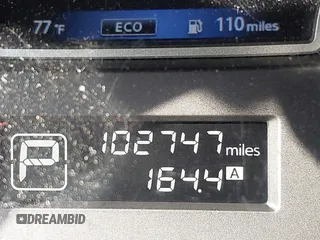 77°F ECO 110 miles
102747 miles
P 164.4 A
DREAMBID